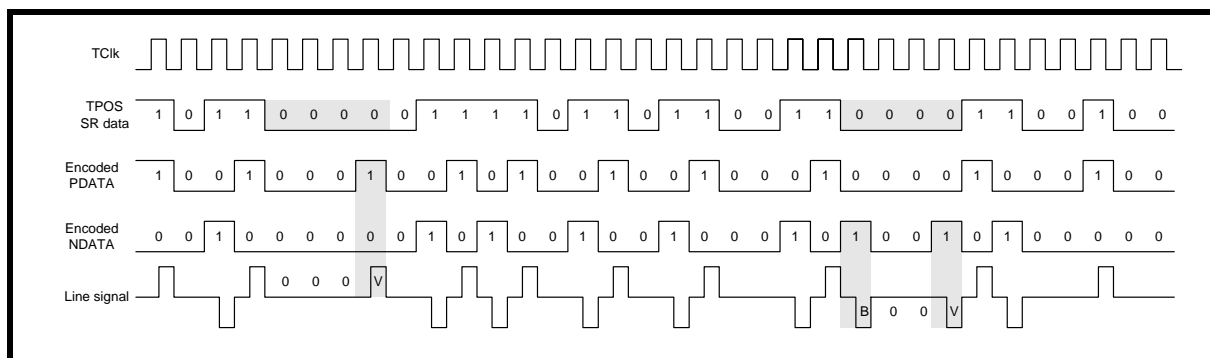 TClk
TPOS
SR data
1 0 1 1 0 0 0 0 0 1 1 1 1 0 1 1 0 1 1 0 0 1 1 0 0 0 0 1 1 0 0 1 0 0
Encoded
PDATA
1 0 0 1 0 0 0 1 0 0 1 0 1 0 0 1 0 0 1 0 0 0 1 0 0 0 0 1 0 0 0 1 0 0
Encoded
NDATA
0 0 1 0 0 0 0 0 0 1 0 1 0 0 1 0 0 1 0 0 0 1 0 1 0 0 1 0 1 0 0 0 0 0
Line signal
0 0 0 V
B 0 0 V